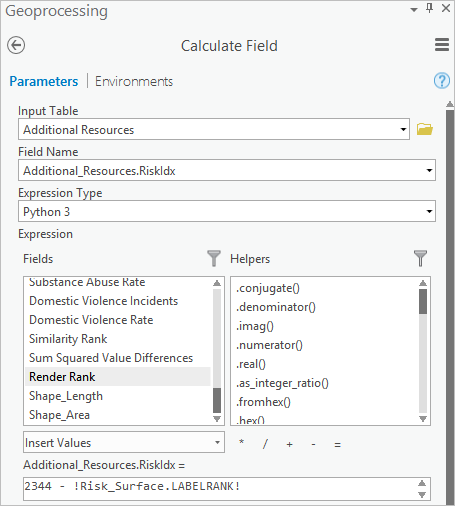 Geoprocessing
Calculate Field
Parameters | Environments
?
Input Table
Additional Resources
Field Name
Additional_Resources.RiskIdx
Expression Type
Python 3
Expression
Fields
Substance Abuse Rate
Domestic Violence Incidents
Domestic Violence Rate
Similarity Rank
Sum Squared Value Differences
Render Rank
Shape_Length
Shape_Area
Helpers
.conjugate()
.denominator()
.imag()
.numerator()
.real()
.as_integer_ratio()
.fromhex()
.hex()
Insert Values
* / + - =
Additional_Resources.RiskIdx =
2344 - !Risk_Surface.LABELRANK!